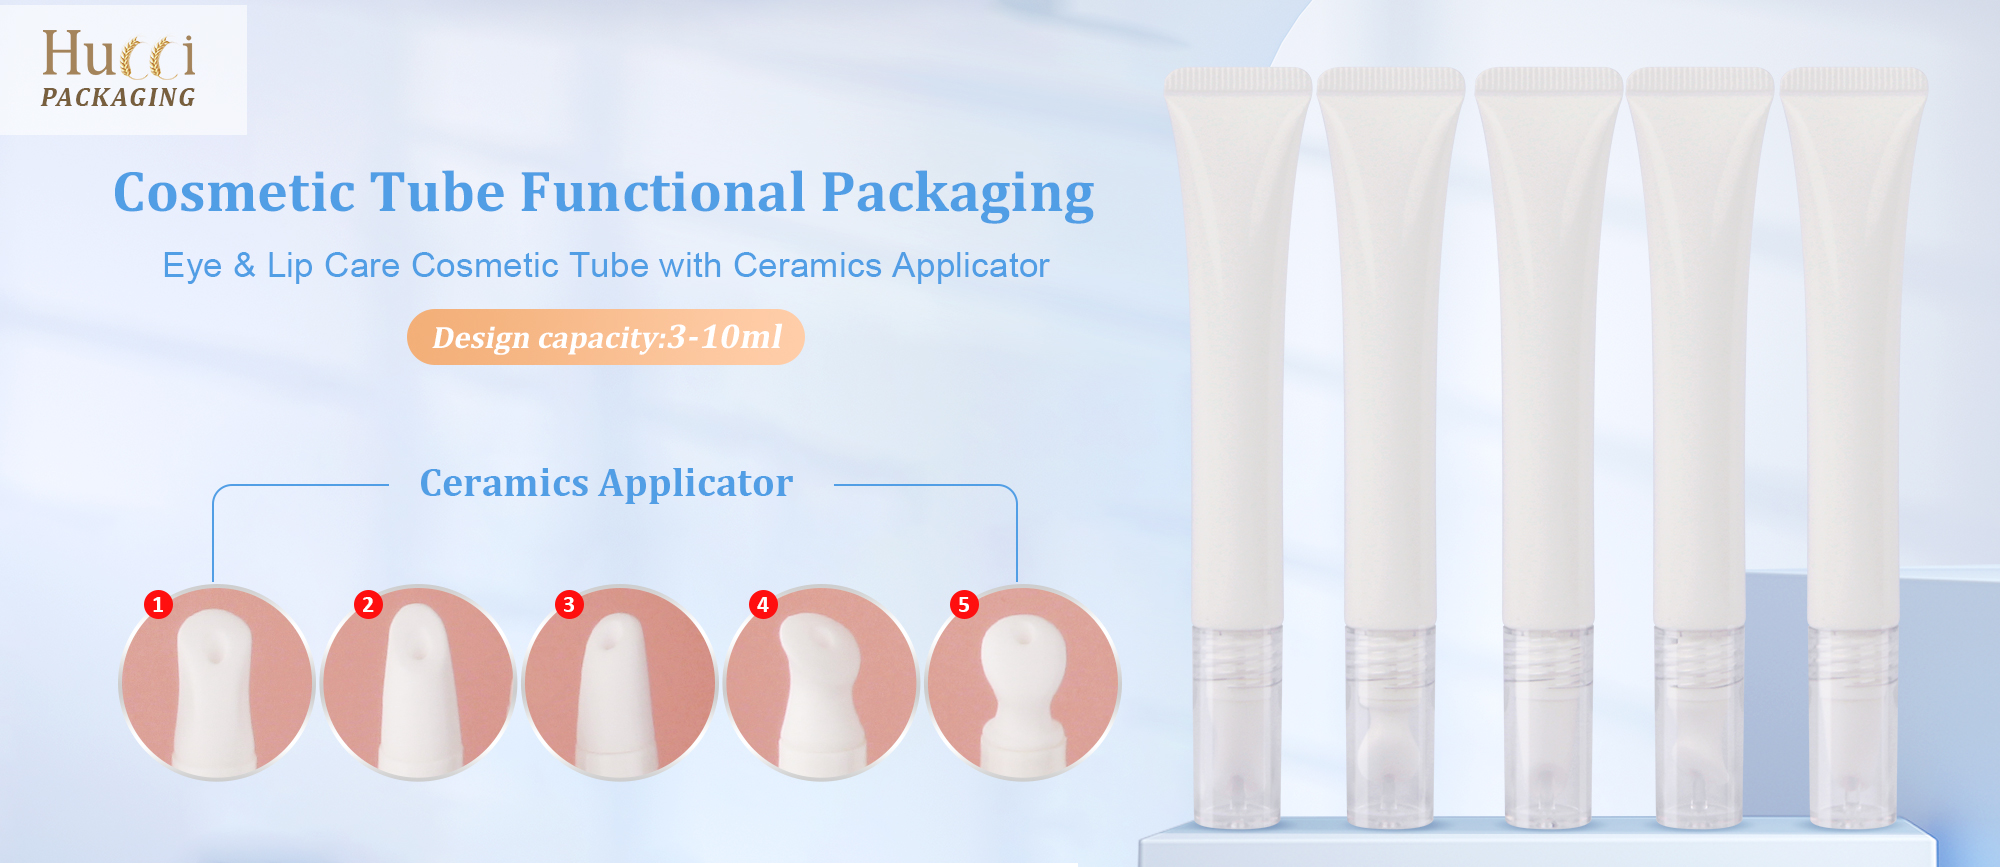 Hucci
PACKAGING
Cosmetic Tube Functional Packaging
Eye & Lip Care Cosmetic Tube with Ceramics Applicator
Design capacity:3-10ml
Ceramics Applicator
1 2 3 4 5